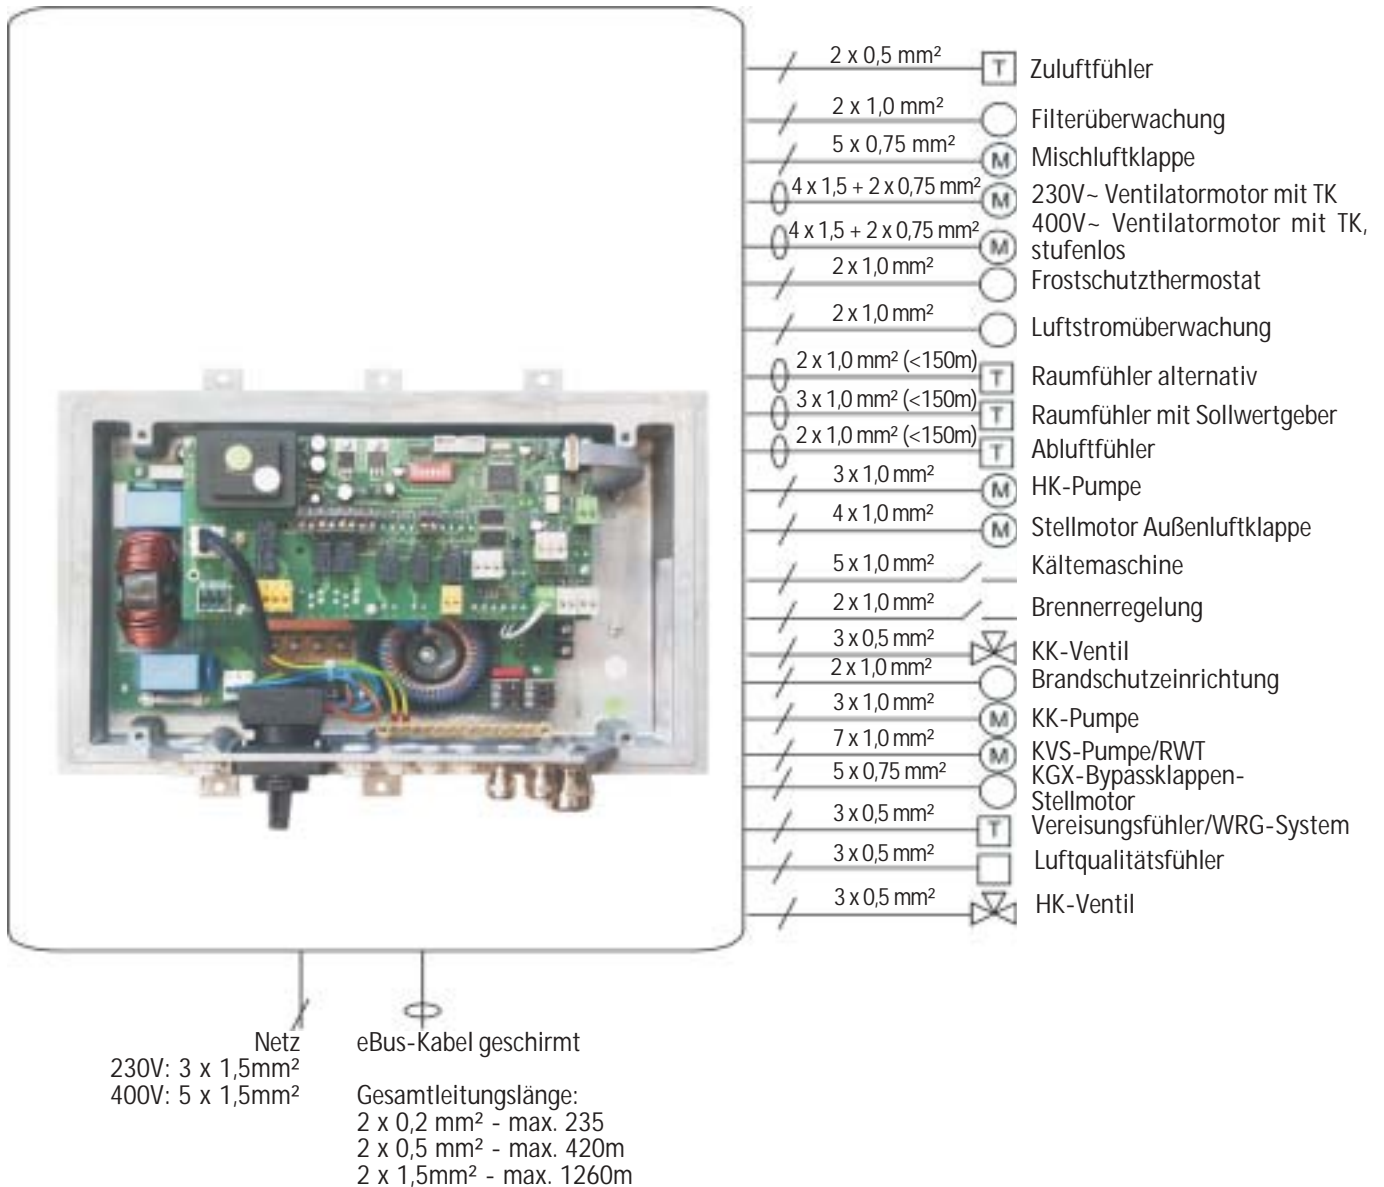 2 x 0,5 mm²
T
Zuluftfühler
2 x 1,0 mm²
Filterüberwachung
5 x 0,75 mm²
M
Mischluftklappe
4 x 1,5 + 2 x 0,75 mm²
M
230V~ Ventilatormotor mit TK
4 x 1,5 + 2 x 0,75 mm²
M
400V~ Ventilatormotor mit TK,
stufenlos
2 x 1,0 mm²
Frostschutzthermostat
2 x 1,0 mm²
Luftstromüberwachung
2 x 1,0 mm² (<150m)
T
Raumfühler alternativ
3 x 1,0 mm² (<150m)
T
Raumfühler mit Sollwertgeber
2 x 1,0 mm² (<150m)
T
Abluftfühler
3 x 1,0 mm²
M
HK-Pumpe
4 x 1,0 mm²
M
Stellmotor Außenluftklappe
5 x 1,0 mm²
Kältemaschine
2 x 1,0 mm²
Brennerregelung
3 x 0,5 mm²
KK-Ventil
2 x 1,0 mm²
Brandschutzeinrichtung
3 x 1,0 mm²
M
KK-Pumpe
7 x 1,0 mm²
M
KVS-Pumpe/RWT
5 x 0,75 mm²
KGX-Bypassklappen-
Stellmotor
3 x 0,5 mm²
T
Vereisungsfühler/WRG-System
3 x 0,5 mm²
Luftqualitätsfühler
3 x 0,5 mm²
HK-Ventil
Netz
230V: 3 x 1,5mm²
400V: 5 x 1,5mm²
eBus-Kabel geschirmt
Gesamtleitungslänge:
2 x 0,2 mm² - max. 235
2 x 0,5 mm² - max. 420m
2 x 1,5mm² - max. 1260m